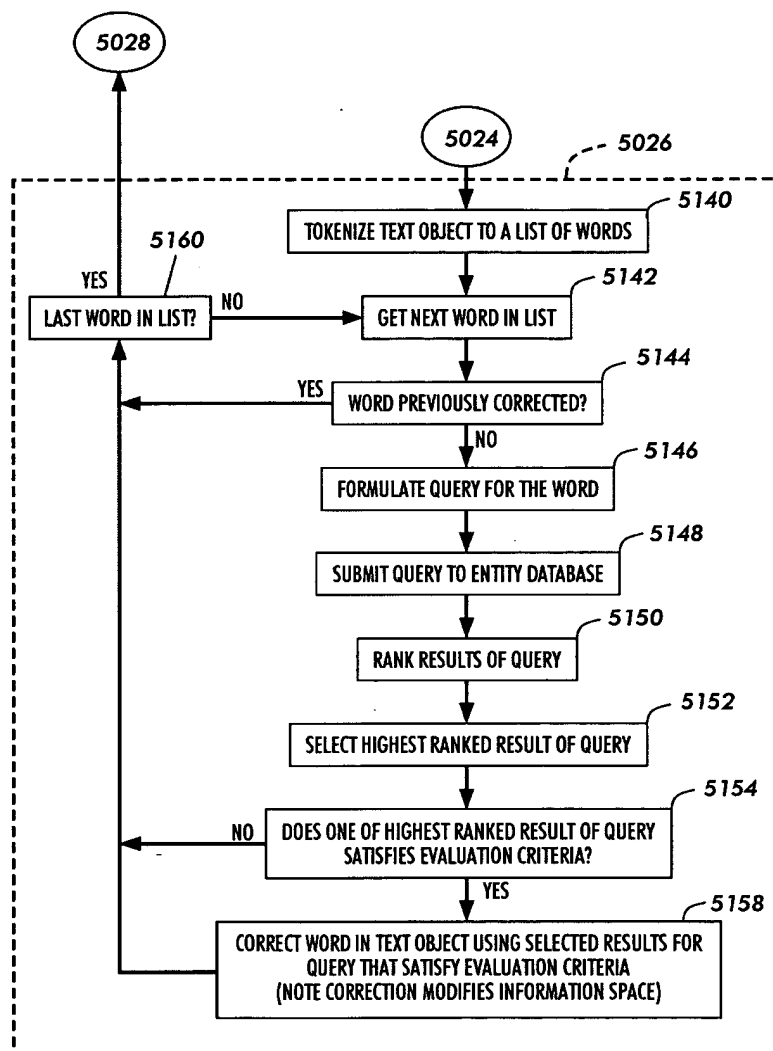 5028
5024
5026
5140
TOKENIZE TEXT OBJECT TO A LIST OF WORDS
5160
5142
YES
LAST WORD IN LIST?
NO
GET NEXT WORD IN LIST
5144
YES
WORD PREVIOUSLY CORRECTED?
NO
5146
FORMULATE QUERY FOR THE WORD
5148
SUBMIT QUERY TO ENTITY DATABASE
5150
RANK RESULTS OF QUERY
5152
SELECT HIGHEST RANKED RESULT OF QUERY
5154
NO
DOES ONE OF HIGHEST RANKED RESULT OF QUERY
SATISFIES EVALUATION CRITERIA?
YES
5158
CORRECT WORD IN TEXT OBJECT USING SELECTED RESULTS FOR
QUERY THAT SATISFY EVALUATION CRITERIA
(NOTE CORRECTION MODIFIES INFORMATION SPACE)